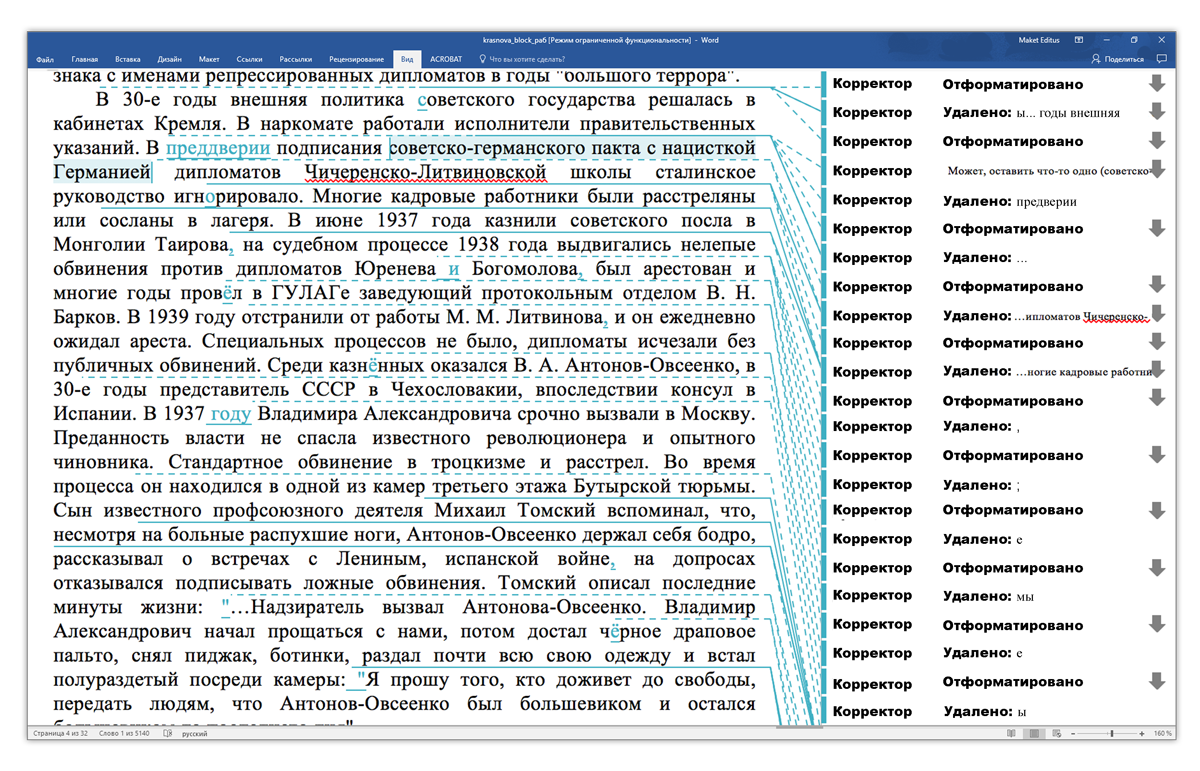 krasnova_block_раб [Режим ограниченной функциональности] - Word
Maket Editus
Файл Главная Вставка Дизайн Макет Ссылки Рассылки Рецензирование Вид ACROBAT Что вы хотите сделать? Поделиться
знака с именами репрессированных дипломатов в годы "большого террора".
В 30-е годы внешняя политика советского государства решалась в
кабинетах Кремля. В наркомате работали исполнители правительственных
указаний. В преддверии подписания советско-германского пакта с нацисткой
Германией дипломатов Чичеренско-Литвиновской школы сталинское
руководство игнорировало. Многие кадровые работники были расстреляны
или сосланы в лагеря. В июне 1937 года казнили советского посла в
Монголии Таирова, на судебном процессе 1938 года выдвигались нелепые
обвинения против дипломатов Юренева и Богомолова, был арестован и
многие годы провёл в ГУЛАГе заведующий протокольным отделом В. Н.
Барков. В 1939 году отстранили от работы М. М. Литвинова, и он ежедневно
ожидал ареста. Специальных процессов не было, дипломаты исчезали без
публичных обвинений. Среди казнённых оказался В. А. Антонов-Овсеенко, в
30-е годы представитель СССР в Чехословакии, впоследствии консул в
Испании. В 1937 году Владимира Александровича срочно вызвали в Москву.
Преданность власти не спасла известного революционера и опытного
чиновника. Стандартное обвинение в троцкизме и расстрел. Во время
процесса он находился в одной из камер третьего этажа Бутырской тюрьмы.
Сын известного профсоюзного деятеля Михаил Томский вспоминал, что,
несмотря на больные распухшие ноги, Антонов-Овсеенко держал себя бодро,
рассказывал о встречах с Лениным, испанской войне, на допросах
отказывался подписывать ложные обвинения. Томский описал последние
минуты жизни: "…Надзиратель вызвал Антонова-Овсеенко. Владимир
Александрович начал прощаться с нами, потом достал чёрное драповое
пальто, снял пиджак, ботинки, раздал почти всю свою одежду и встал
полураздетый посреди камеры: "Я прошу того, кто доживет до свободы,
передать людям, что Антонов-Овсеенко был большевиком и остался
Корректор Отформатировано
Корректор Удалено: ы... годы внешняя
Корректор Отформатировано
Корректор Может, оставить что-то одно (советско-
Корректор Удалено: предверии
Корректор Отформатировано
Корректор Удалено: ...
Корректор Отформатировано
Корректор Удалено: ...ипломатов Чичеренско-
Корректор Отформатировано
Корректор Удалено: ...ногие кадровые работни
Корректор Отформатировано
Корректор Удалено: ,
Корректор Отформатировано
Корректор Удалено: ;
Корректор Отформатировано
Корректор Удалено: е
Корректор Отформатировано
Корректор Удалено: мы
Корректор Отформатировано
Корректор Удалено: е
Корректор Отформатировано
Корректор Удалено: ы
Страница 4 из 32 Слово 1 из 5140 русский
160 %